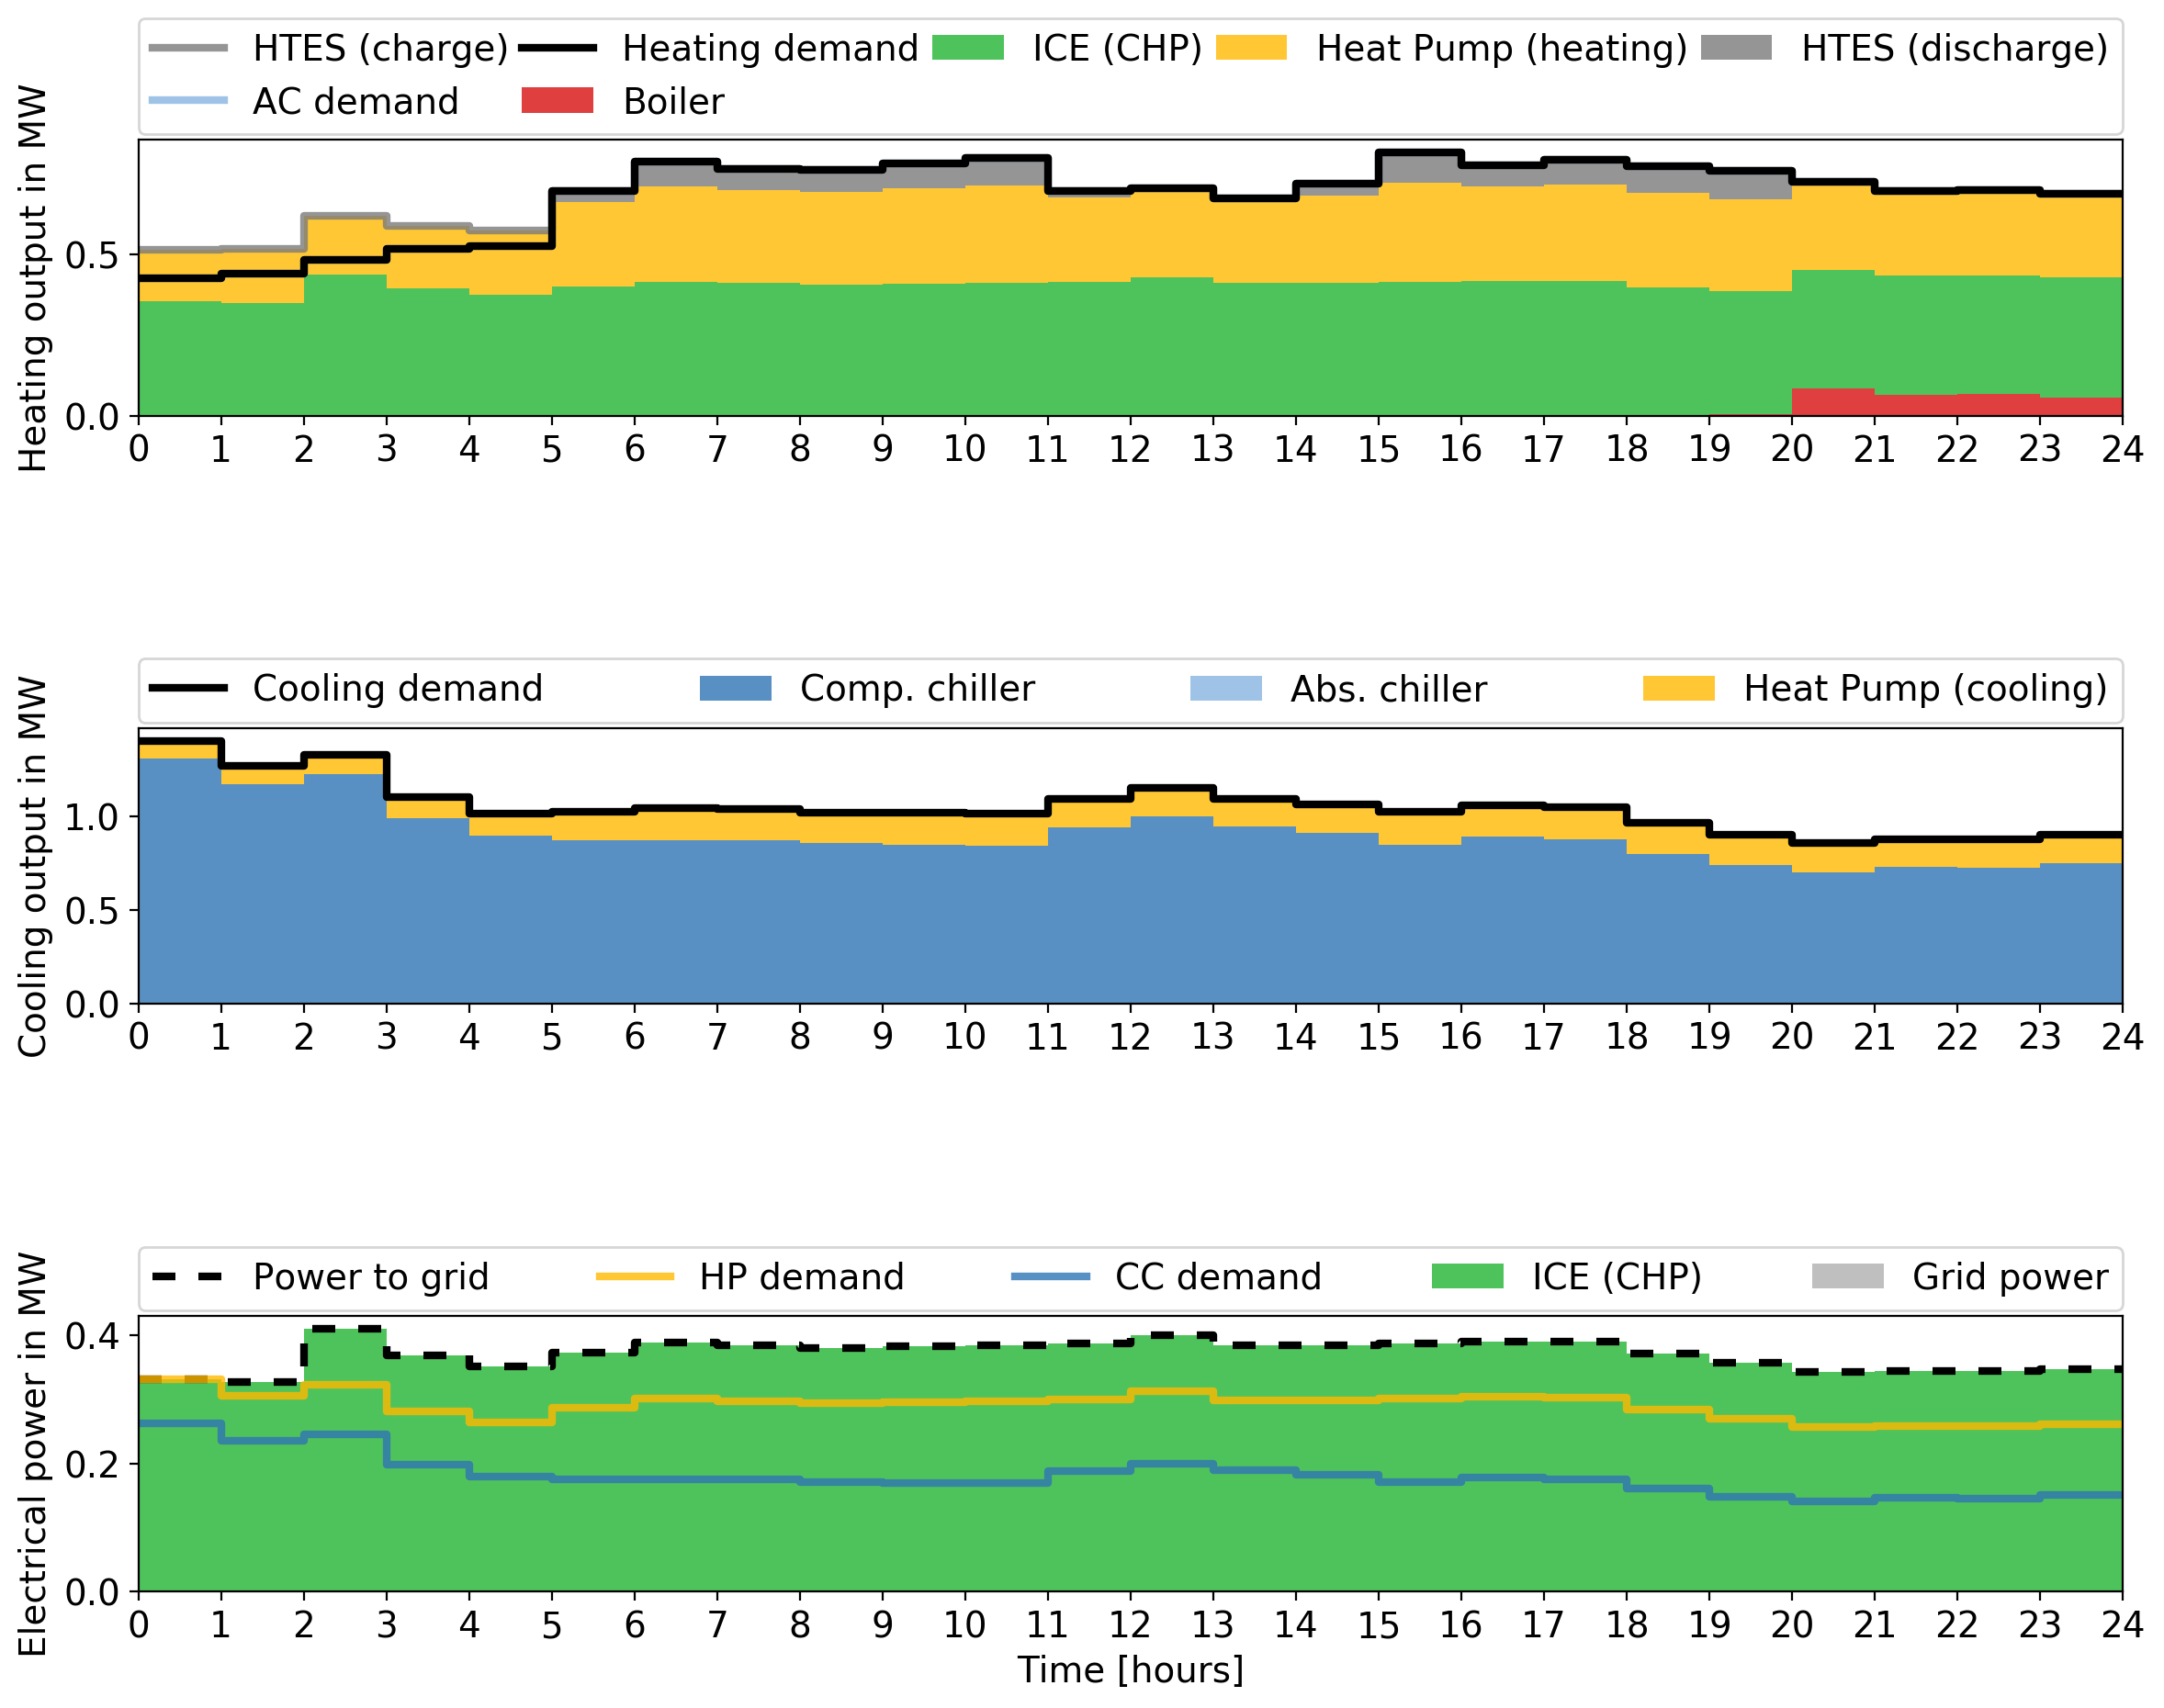 HTES (charge) Heating demand ICE (CHP) Heat Pump (heating) HTES (discharge)
AC demand Boiler
Heating output in MW
0.5
0.0
0 1 2 3 4 5 6 7 8 9 10 11 12 13 14 15 16 17 18 19 20 21 22 23 24
Cooling demand Comp. chiller Abs. chiller Heat Pump (cooling)
Cooling output in MW
1.0
0.5
0.0
0 1 2 3 4 5 6 7 8 9 10 11 12 13 14 15 16 17 18 19 20 21 22 23 24
Power to grid HP demand CC demand ICE (CHP) Grid power
Electrical power in MW
0.4
0.2
0.0
0 1 2 3 4 5 6 7 8 9 10 11 12 13 14 15 16 17 18 19 20 21 22 23 24
Time [hours]